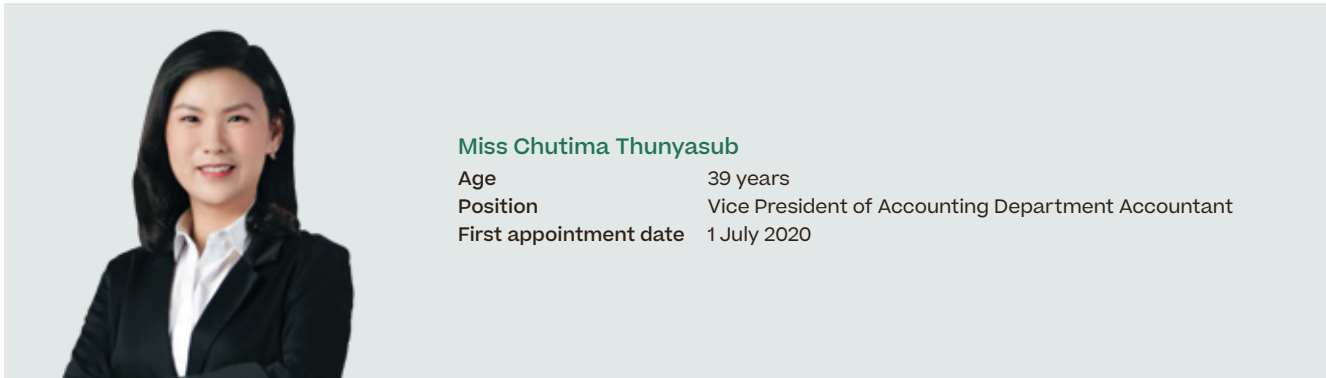 Miss Chutima Thunyasub
Age 39 years
Position Vice President of Accounting Department Accountant
First appointment date 1 July 2020